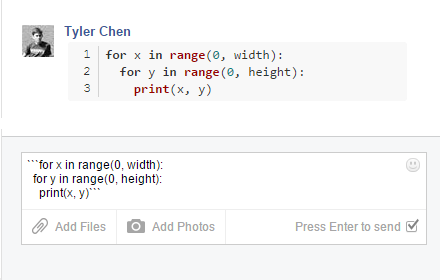 Tyler Chen
1 for x in range(0, width):
2   for y in range(0, height):
3     print(x, y)
```for x in range(0, width):
  for y in range(0, height):
    print(x, y)```
Add Files Add Photos Press Enter to send